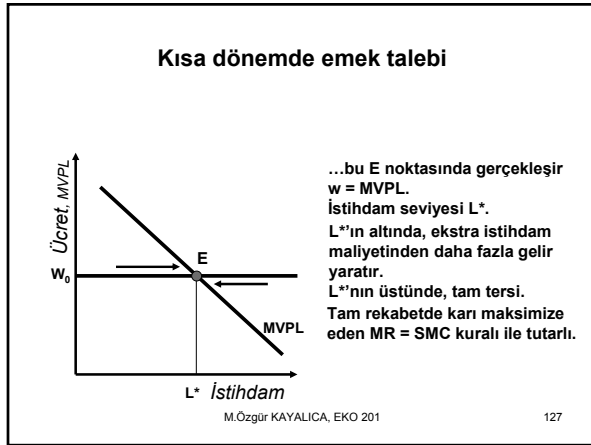 Kısa dönemde emek talebi
Ücret, MVPL
W0
E
MVPL
L* İstihdam
…bu E noktasında gerçekleşir
w = MVPL.
İstihdam seviyesi L*.
L*'ın altında, ekstra istihdam
maliyetinden daha fazla gelir
yaratır.
L*'nın üstünde, tam tersi.
Tam rekabetde karı maksimize
eden MR = SMC kuralı ile tutarlı.
M.Özgür KAYALICA, EKO 201
127